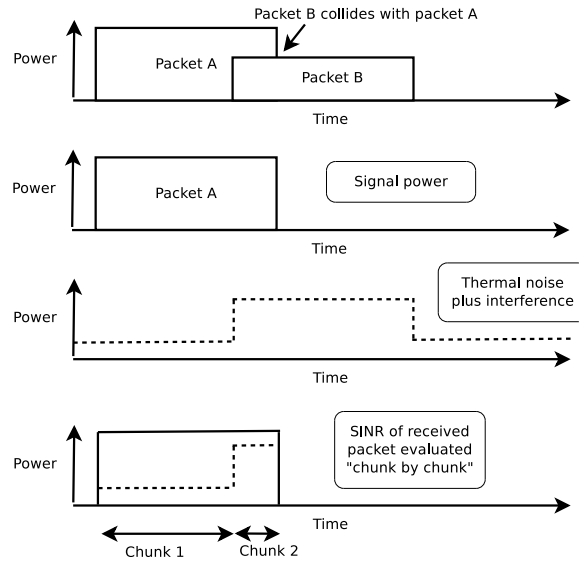 Packet B collides with packet A
Power
Packet A
Packet B
Time
Power
Packet A
Signal power
Time
Thermal noise
plus interference
Power
Time
SINR of received
packet evaluated
"chunk by chunk"
Power
Time
Chunk 1
Chunk 2